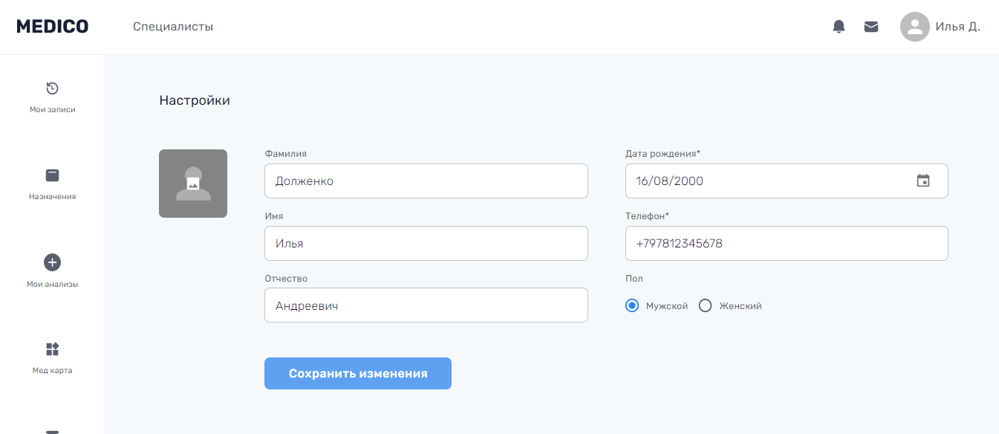 MEDICO
Специалисты
Илья Д.
Мои записи
Назначения
Мои анализы
Мед карта
Настройки
Фамилия
Долженко
Имя
Илья
Отчество
Андреевич
Дата рождения*
16/08/2000
Телефон*
+797812345678
Пол
Мужской
Женский
Сохранить изменения